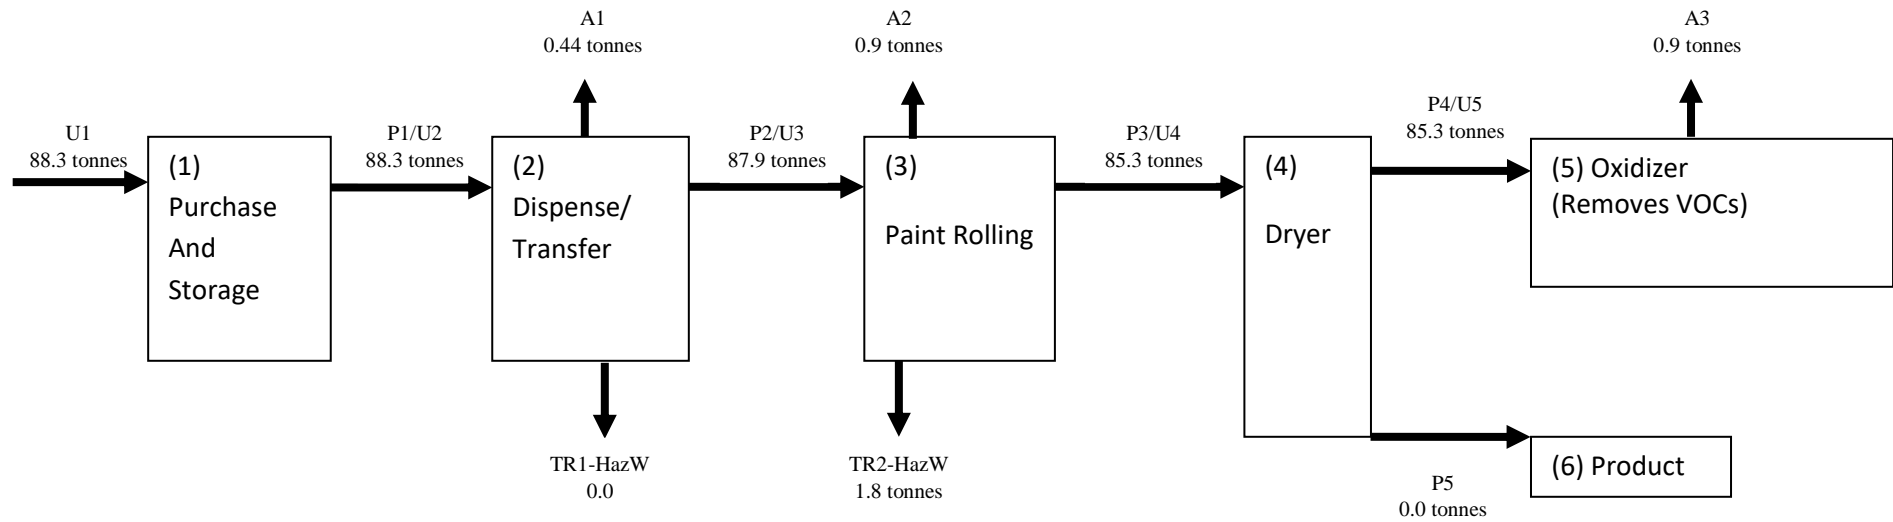 A1
0.44 tonnes
A2
0.9 tonnes
A3
0.9 tonnes
U1
88.3 tonnes
(1)
Purchase
And
Storage
P1/U2
88.3 tonnes
(2)
Dispense/
Transfer
P2/U3
87.9 tonnes
(3)
Paint Rolling
P3/U4
85.3 tonnes
(4)
Dryer
P4/U5
85.3 tonnes
(5) Oxidizer
(Removes VOCs)
TR1-HazW
0.0
TR2-HazW
1.8 tonnes
P5
0.0 tonnes
(6) Product